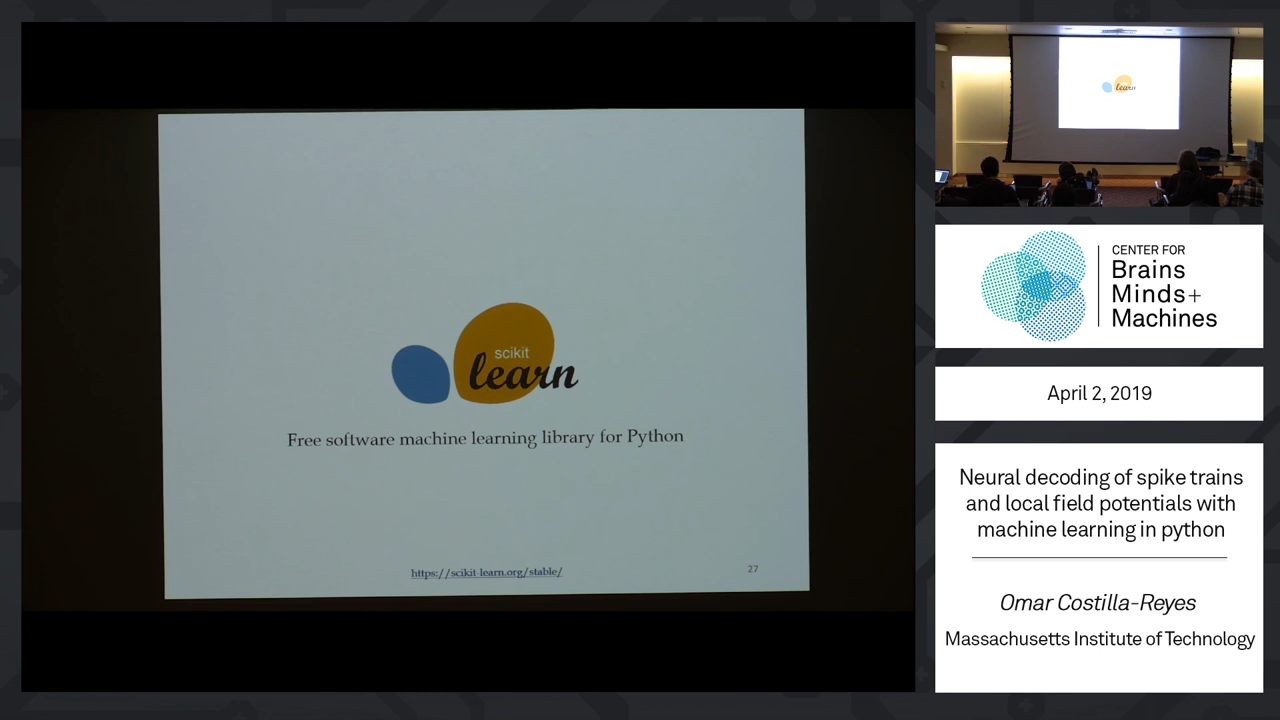 scikit
learn
Free software machine learning library for Python
https://scikit-learn.org/stable/
27
learn
CENTER FOR
Brains
Minds+
Machines
April 2, 2019
Neural decoding of spike trains
and local field potentials with
machine learning in python
Omar Costilla-Reyes
Massachusetts Institute of Technology